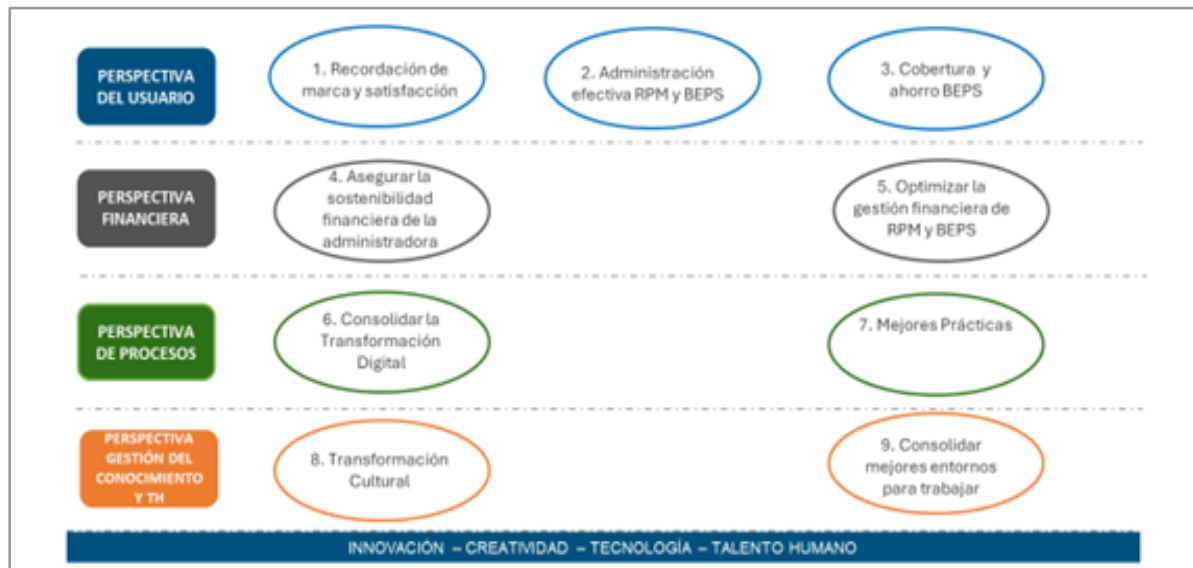 PERSPECTIVA
DEL USUARIO
1. Recordación de
marca y satisfacción
2. Administración
efectiva RPM y BEPS
3. Cobertura y
ahorro BEPS
PERSPECTIVA
FINANCIERA
4. Asegurar la
sostenibilidad
financiera de la
administradora
5. Optimizar la
gestión financiera de
RPM y BEPS
PERSPECTIVA
DE PROCESOS
6. Consolidar la
Transformación
Digital
7. Mejores Prácticas
PERSPECTIVA
GESTIÓN DEL
CONOCIMIENTO
Y TH
8. Transformación
Cultural
9. Consolidar
mejores entornos
para trabajar
INNOVACIÓN – CREATIVIDAD – TECNOLOGÍA – TALENTO HUMANO